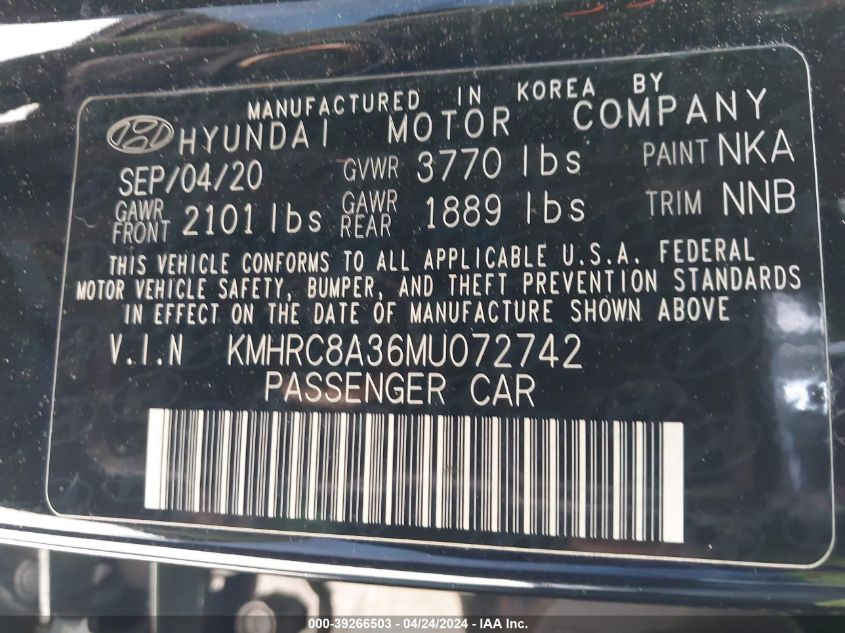 MANUFACTURED IN KOREA BY
HYUNDAI MOTOR COMPANY
SEP/04/20 GVWR 3770 lbs PAINT NKA
GAWR FRONT 2101 lbs GAWR REAR 1889 lbs TRIM NNB
THIS VEHICLE CONFORMS TO ALL APPLICABLE U.S.A. FEDERAL
MOTOR VEHICLE SAFETY, BUMPER, AND THEFT PREVENTION STANDARDS
IN EFFECT ON THE DATE OF MANUFACTURE SHOWN ABOVE
V.I.N KMHRC8A36MU072742
PASSENGER CAR
000-39266503 - 04/24/2024 - IAA Inc.